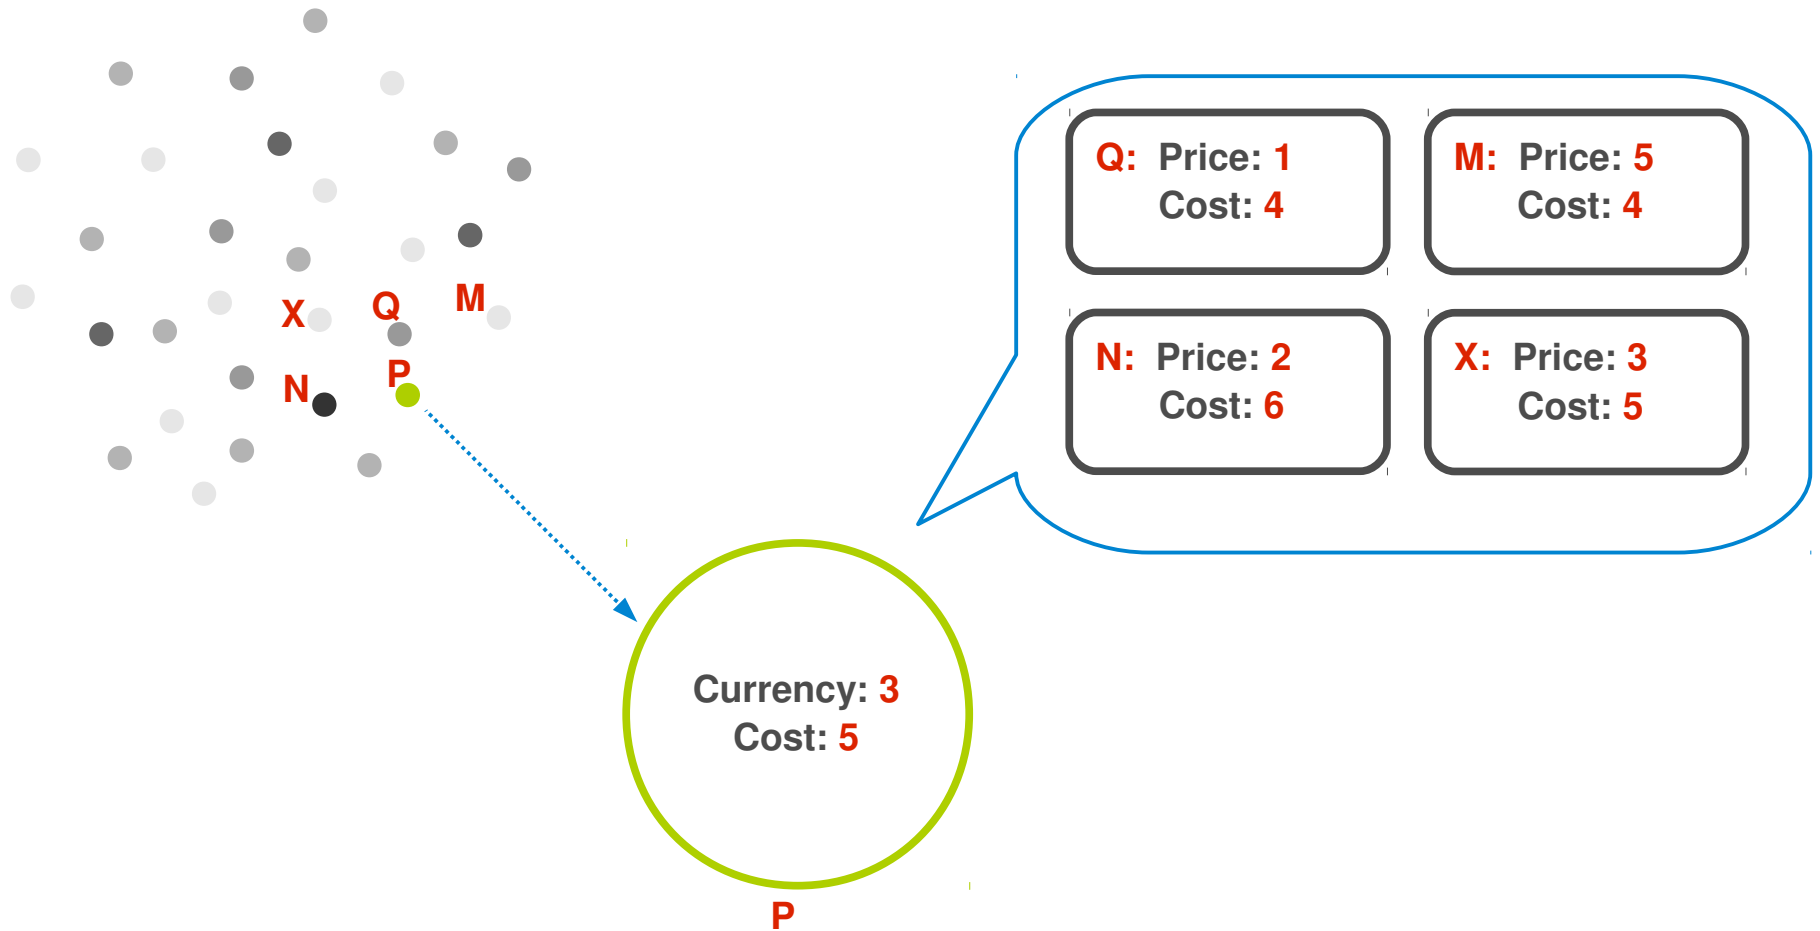 Q: Price: 1
Cost: 4
M: Price: 5
Cost: 4
N: Price: 2
Cost: 6
X: Price: 3
Cost: 5
X
Q
M
N
P
Currency: 3
Cost: 5
P